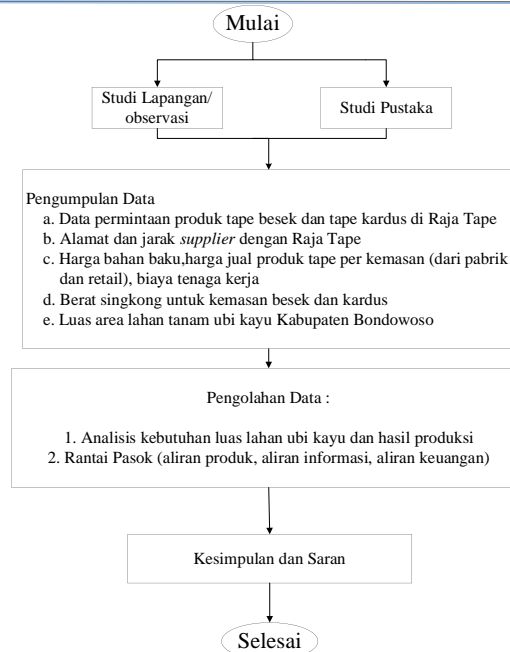 Mulai
Studi Lapangan/
observasi
Studi Pustaka
Pengumpulan Data
a. Data permintaan produk tape besek dan tape kardus di Raja Tape
b. Alamat dan jarak supplier dengan Raja Tape
c. Harga bahan baku,harga jual produk tape per kemasan (dari pabrik
dan retail), biaya tenaga kerja
d. Berat singkong untuk kemasan besek dan kardus
e. Luas area lahan tanam ubi kayu Kabupaten Bondowoso
Pengolahan Data :
1. Analisis kebutuhan luas lahan ubi kayu dan hasil produksi
2. Rantai Pasok (aliran produk, aliran informasi, aliran keuangan)
Kesimpulan dan Saran
Selesai